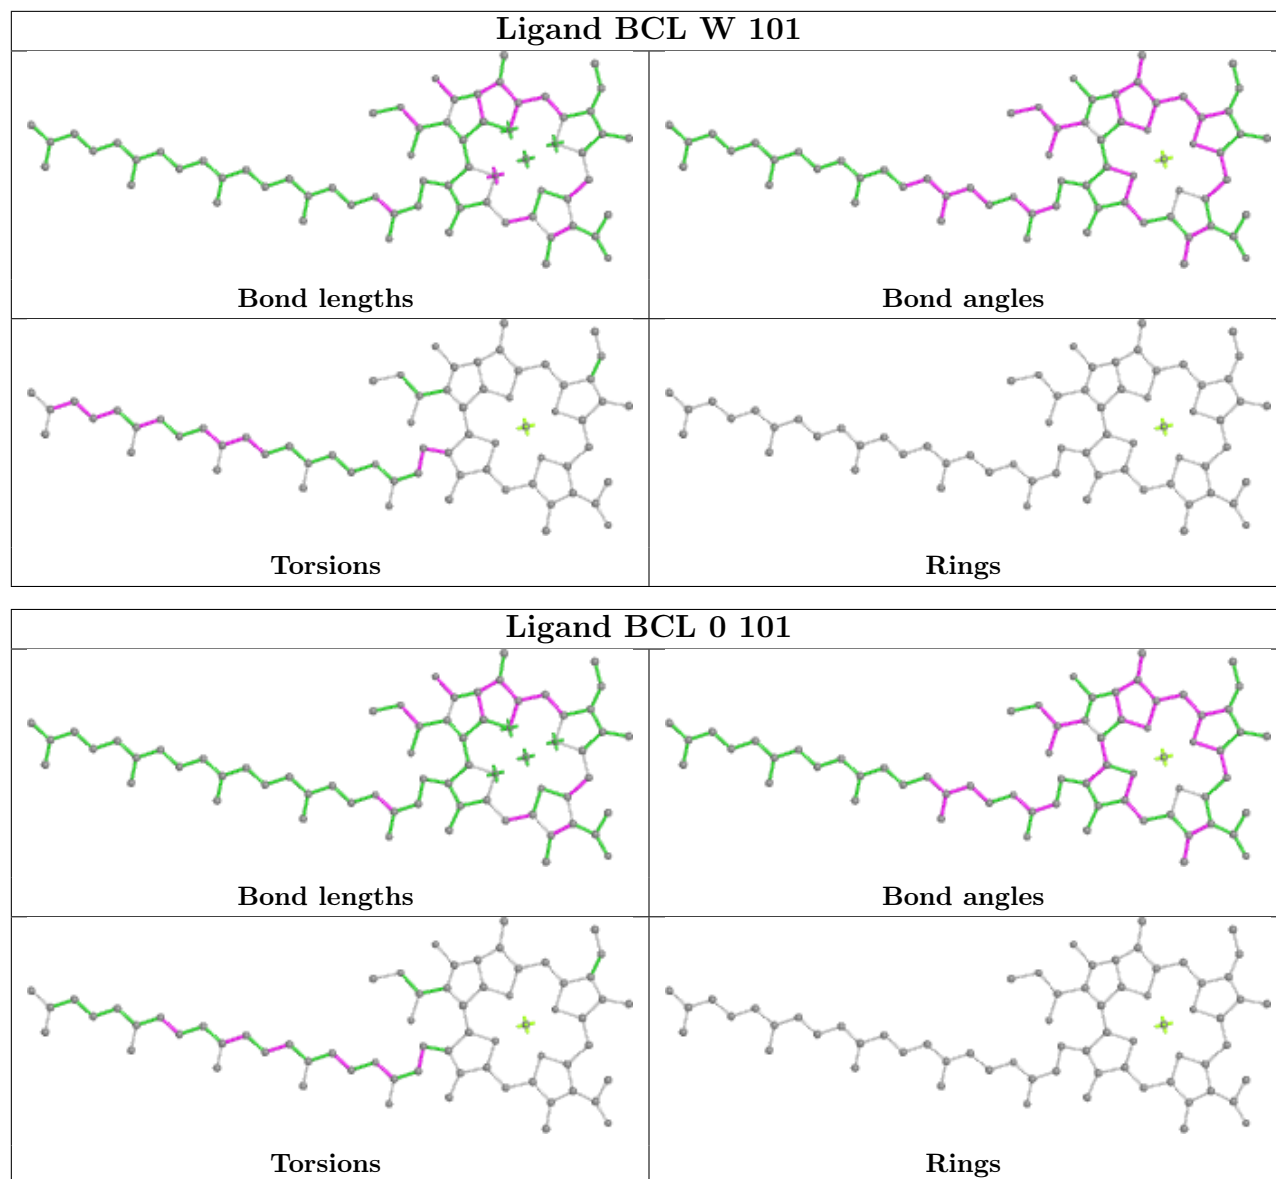 Ligand BCL W 101
Bond lengths
Bond angles
Torsions
Rings
Ligand BCL 0 101
Bond lengths
Bond angles
Torsions
Rings